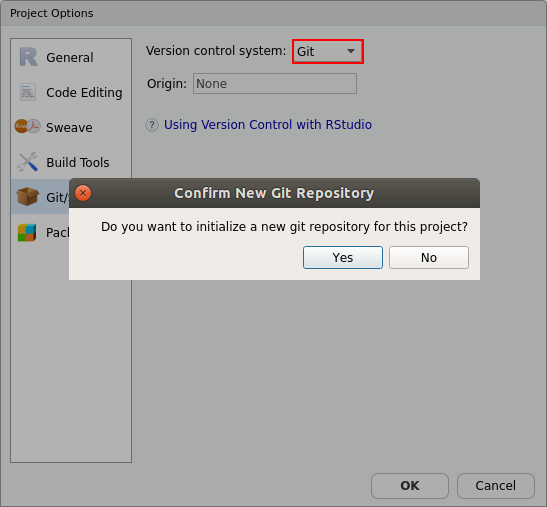 Project Options
General
Code Editing
Sweave
Build Tools
Git/
Pack
Version control system: Git
Origin: None
? Using Version Control with RStudio
Confirm New Git Repository
Do you want to initialize a new git repository for this project?
Yes No
OK Cancel